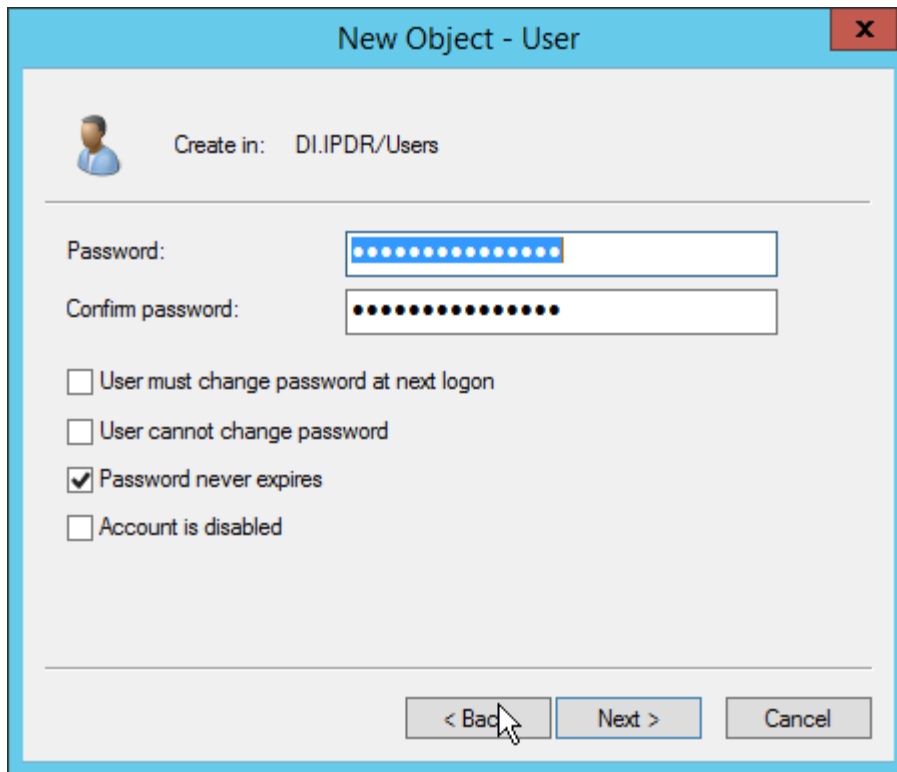 New Object - User
x
Create in: DI.IPDR/Users
Password:
●●●●●●●●●●●●●●●
Confirm password:
●●●●●●●●●●●●●●●
User must change password at next logon
User cannot change password
Password never expires
Account is disabled
< Back Next > Cancel